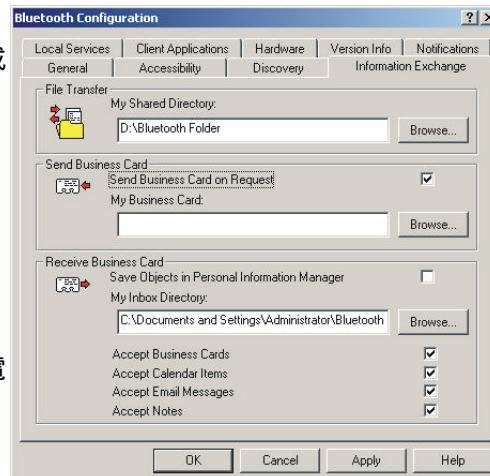 Bluetooth Configuration
Local Services Client Applications Hardware Version Info Notifications
General Accessibility Discovery Information Exchange
File Transfer
My Shared Directory:
D:\Bluetooth Folder
Browse...
Send Business Card
Send Business Card on Request
My Business Card:
Browse...
Receive Business Card
Save Objects in Personal Information Manager
My Inbox Directory:
C:\Documents and Settings\Administrator\Bluetooth
Browse...
Accept Business Cards
Accept Calendar Items
Accept Email Messages
Accept Notes
OK Cancel Apply Help